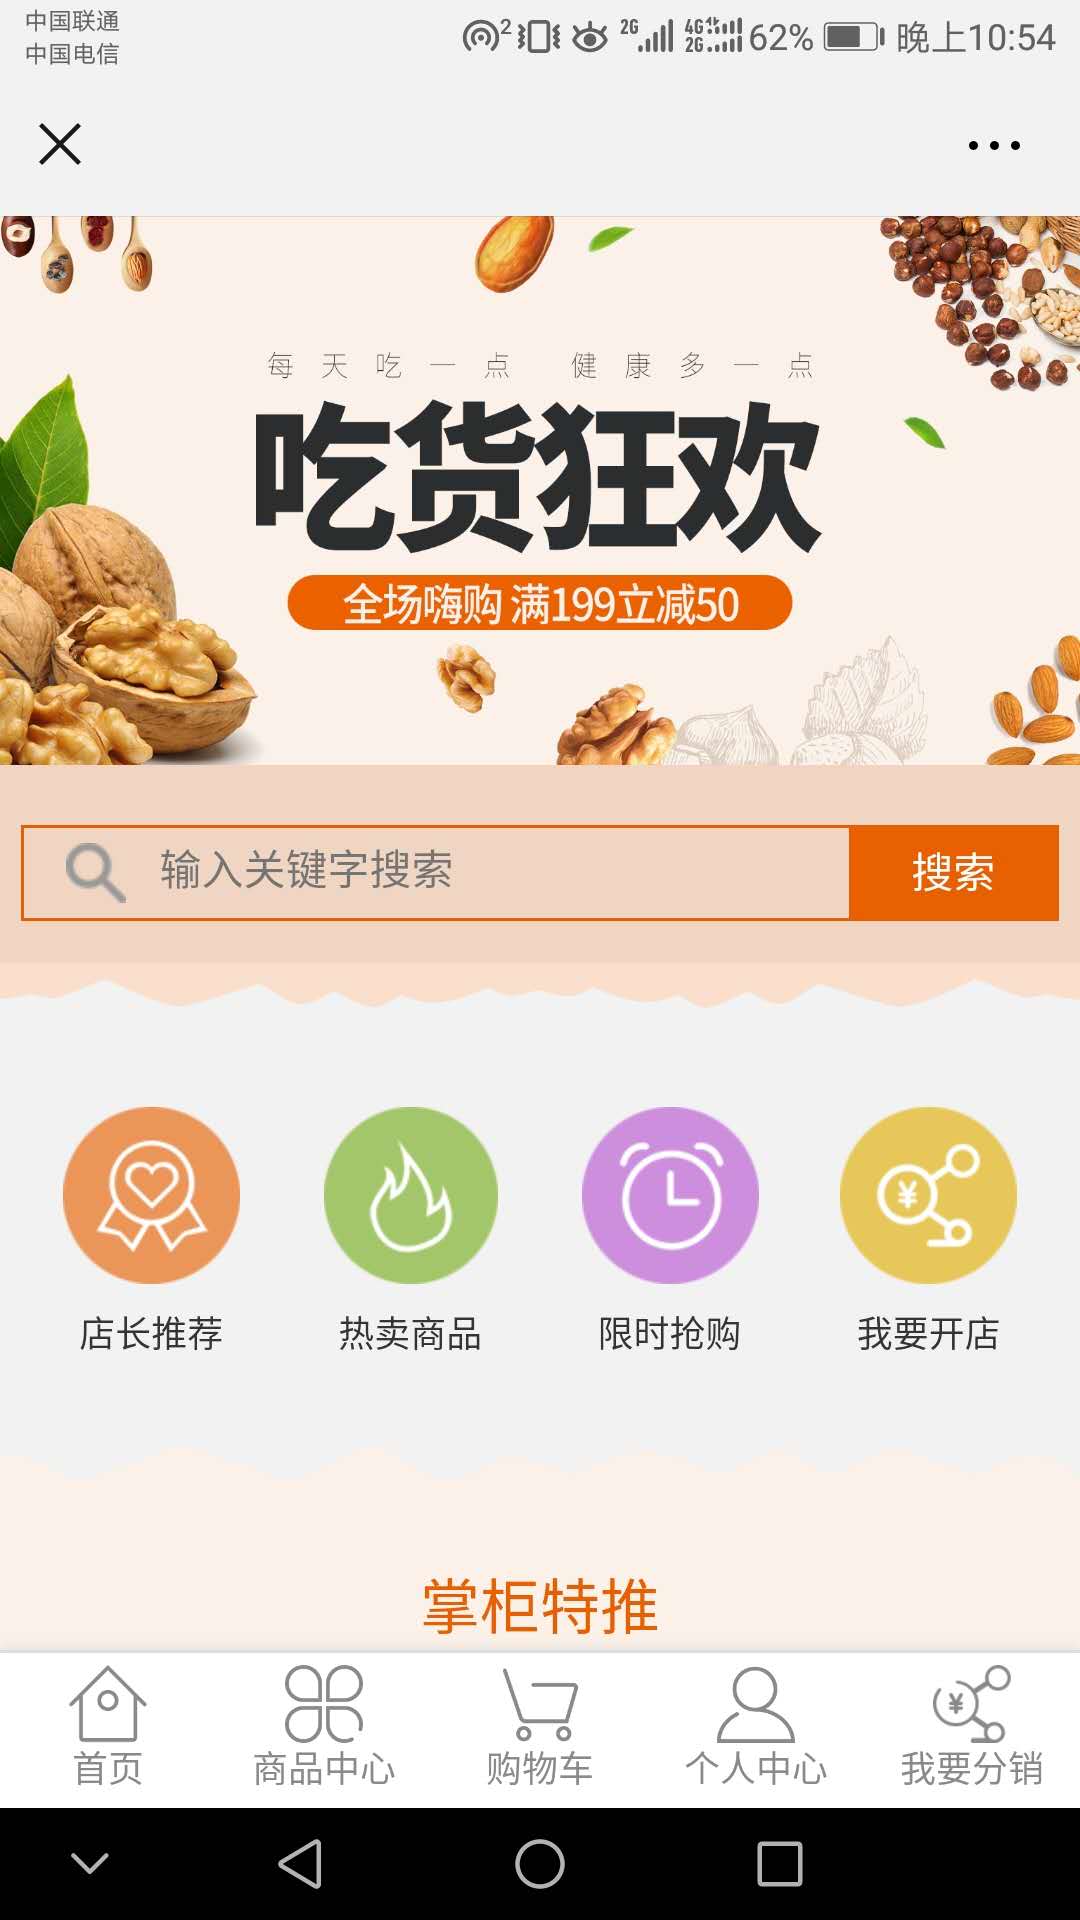 中国联通
中国电信
2 2G 4G 2G 62% 晚上10:54
每天吃一点 健康多一点
吃货狂欢
全场嗨购 满199立减50
输入关键字搜索 搜索
店长推荐 热卖商品 限时抢购 我要开店
掌柜特推
首页 商品中心 购物车 个人中心 我要分销